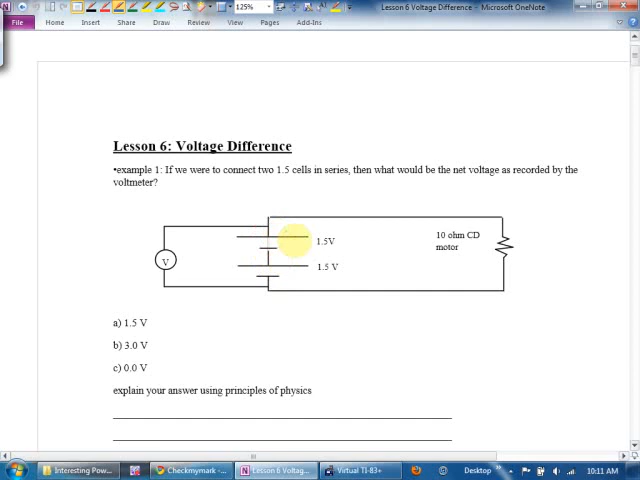 125%
Lesson 6 Voltage Difference - Microsoft OneNote
File
Home
Insert
Share
Draw
Review
View
Pages
Add-Ins
Lesson 6: Voltage Difference
•example 1: If we were to connect two 1.5 cells in series, then what would be the net voltage as recorded by the
voltmeter?
1.5V
10 ohm CD
motor
V
1.5 V
a) 1.5 V
b) 3.0 V
c) 0.0 V
explain your answer using principles of physics
Interesting Pow...
Checkmymark - ...
Lesson 6 Voltag...
Virtual TI-83+
Desktop
10:11 AM